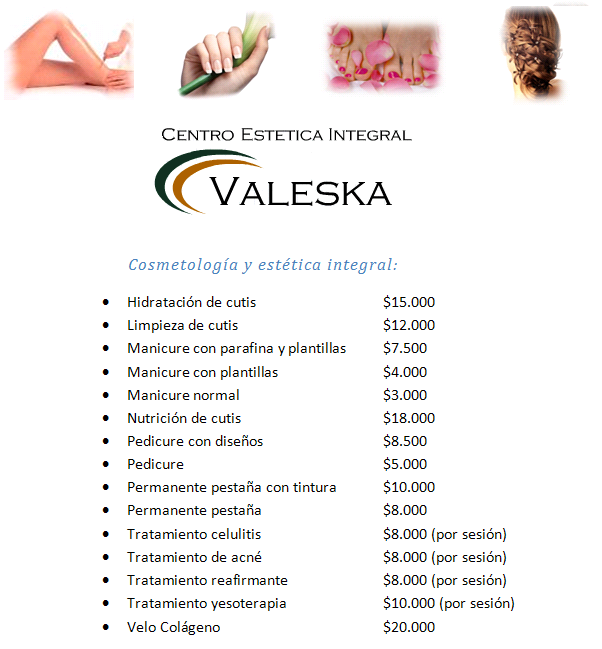 CENTRO ESTETICA INTEGRAL
VALESKA
Cosmetología y estética integral:
• Hidratación de cutis $15.000
• Limpieza de cutis $12.000
• Manicure con parafina y plantillas $7.500
• Manicure con plantillas $4.000
• Manicure normal $3.000
• Nutrición de cutis $18.000
• Pedicure con diseños $8.500
• Pedicure $5.000
• Permanente pestaña con tintura $10.000
• Permanente pestaña $8.000
• Tratamiento celulitis $8.000 (por sesión)
• Tratamiento de acné $8.000 (por sesión)
• Tratamiento reafirmante $8.000 (por sesión)
• Tratamiento yesoterapia $10.000 (por sesión)
• Velo Colágeno $20.000